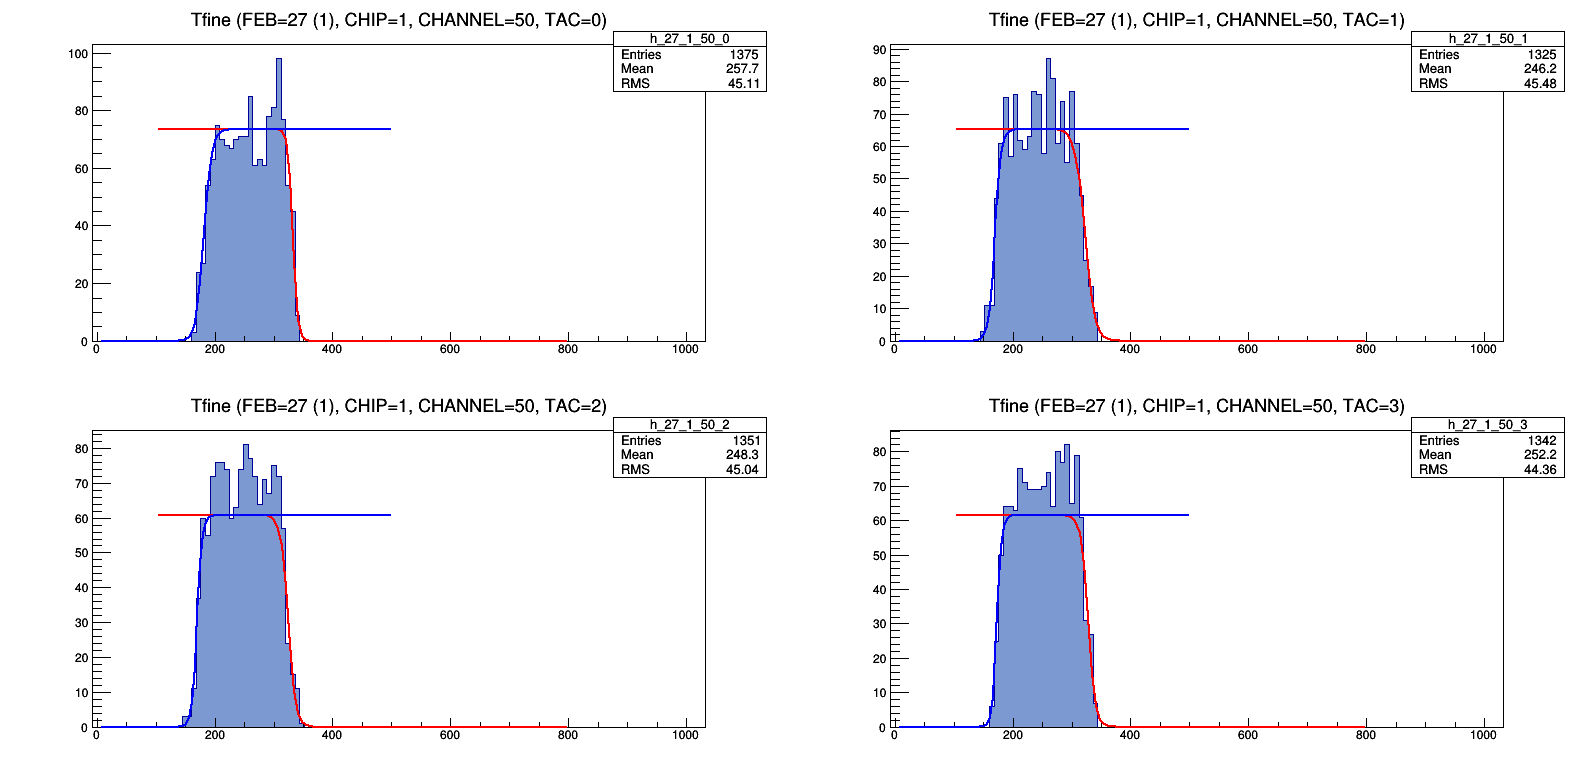 Tfine (FEB=27 (1), CHIP=1, CHANNEL=50, TAC=0)
h_27_1_50_0
Entries 1375
Mean 257.7
RMS 45.11
100
80
60
40
20
0
0 200 400 600 800 1000
Tfine (FEB=27 (1), CHIP=1, CHANNEL=50, TAC=1)
h_27_1_50_1
Entries 1325
Mean 246.2
RMS 45.48
90
80
70
60
50
40
30
20
10
0
0 200 400 600 800 1000
Tfine (FEB=27 (1), CHIP=1, CHANNEL=50, TAC=2)
h_27_1_50_2
Entries 1351
Mean 248.3
RMS 45.04
80
70
60
50
40
30
20
10
0
0 200 400 600 800 1000
Tfine (FEB=27 (1), CHIP=1, CHANNEL=50, TAC=3)
h_27_1_50_3
Entries 1342
Mean 252.2
RMS 44.36
80
70
60
50
40
30
20
10
0
0 200 400 600 800 1000